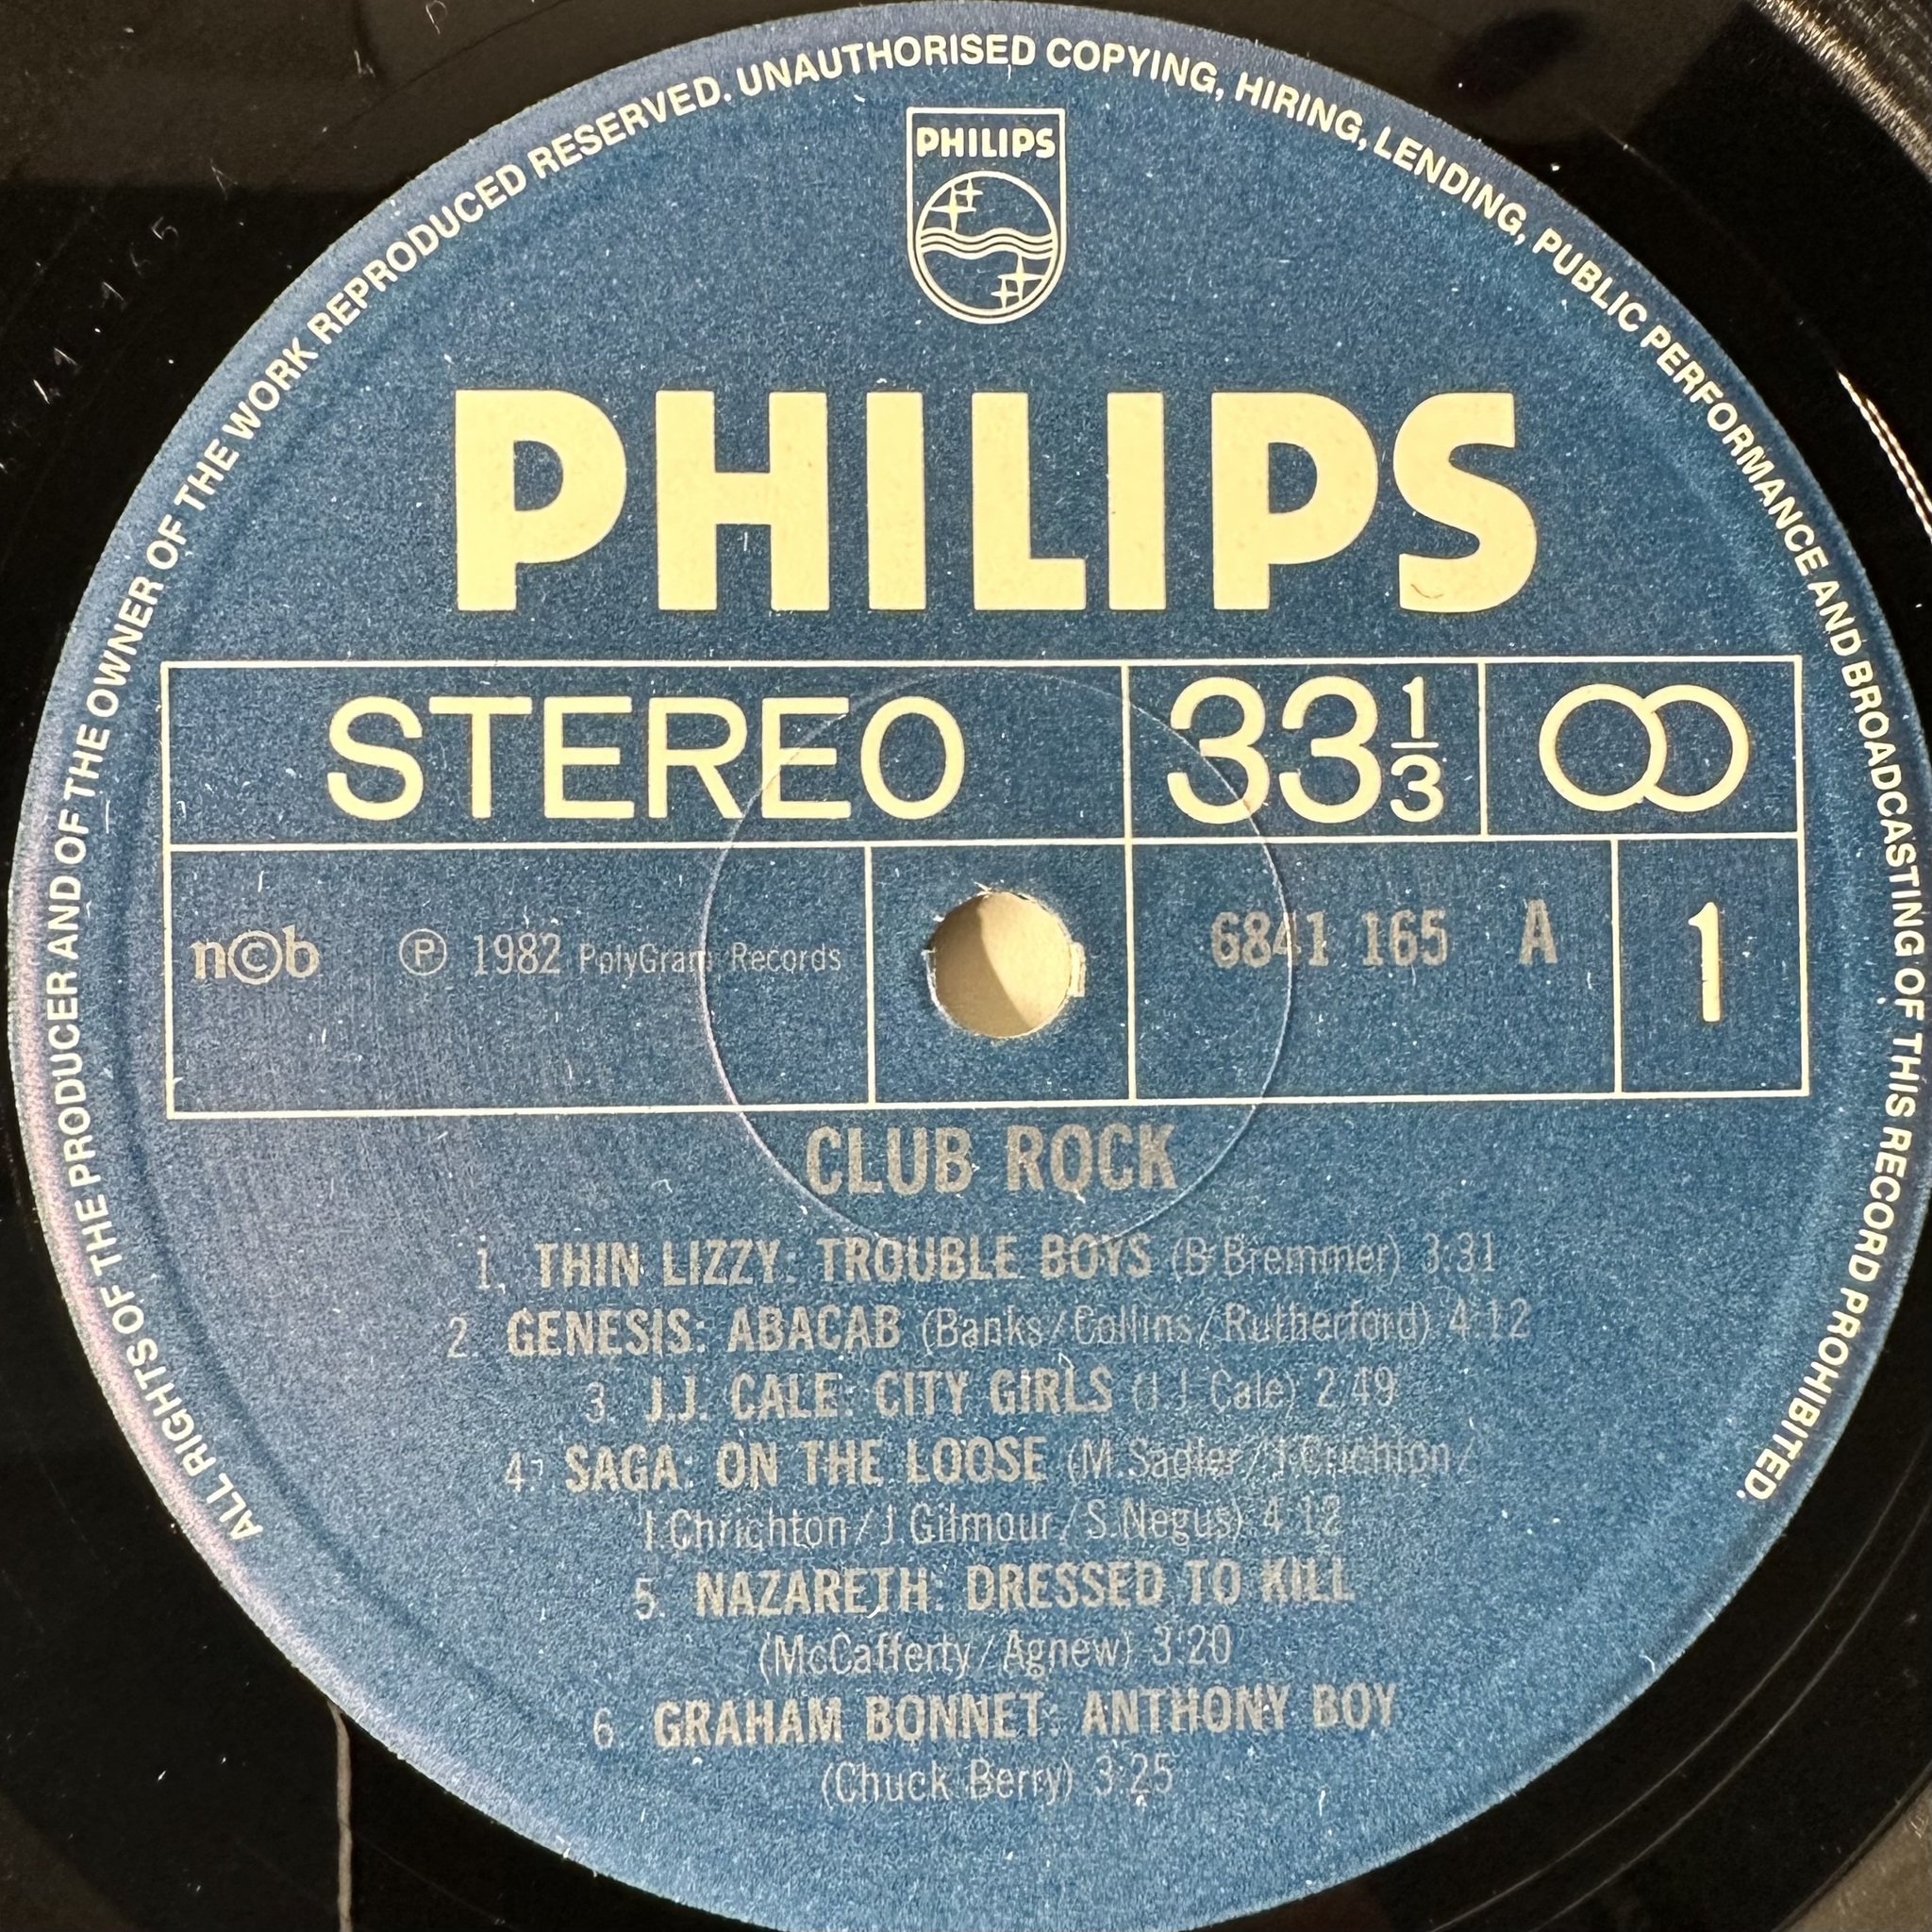 ALL RIGHTS OF THE PRODUCER AND OF THE OWNER OF THE WORK REPRODUCED RESERVED. UNAUTHORISED COPYING, HIRING, LENDING, PUBLIC PERFORMANCE AND BROADCASTING OF THIS RECORD PROHIBITED.
PHILIPS
PHILIPS
STEREO 33 1/3
n©b ℗ 1982 PolyGram Records 6841 165 A 1
CLUB ROCK
1. THIN LIZZY: TROUBLE BOYS (B.Bremmer) 3:31
2. GENESIS: ABACAB (Banks/Collins/Rutherford) 4:12
3. J.J. CALE: CITY GIRLS (J.J. Cale) 2:49
4. SAGA: ON THE LOOSE (M.Sadler/J.Crichton/
I.Chrichton/J.Gilmour/S.Negus) 4:12
5. NAZARETH: DRESSED TO KILL
(McCafferty/Agnew) 3:20
6. GRAHAM BONNET: ANTHONY BOY
(Chuck Berry) 3:25